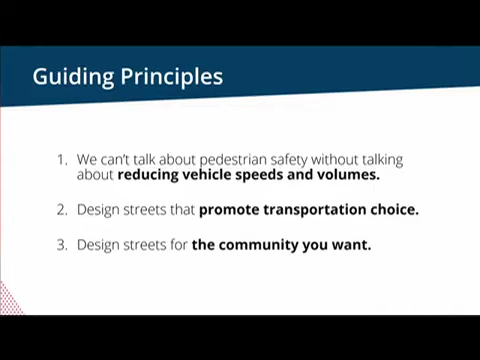 Guiding Principles
1. We can't talk about pedestrian safety without talking
about reducing vehicle speeds and volumes.
2. Design streets that promote transportation choice.
3. Design streets for the community you want.